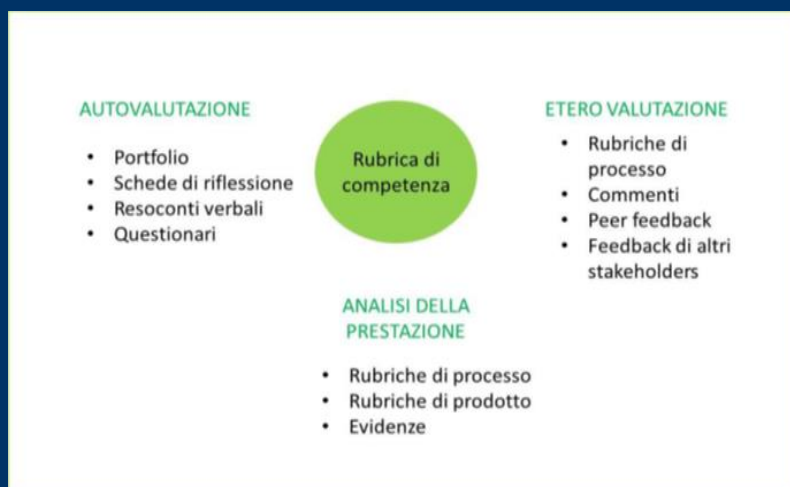 AUTOVALUTAZIONE
• Portfolio
• Schede di riflessione
• Resoconti verbali
• Questionari
Rubrica di
competenza
ETERO VALUTAZIONE
• Rubriche di
processo
• Commenti
• Peer feedback
• Feedback di altri
stakeholders
ANALISI DELLA
PRESTAZIONE
• Rubriche di processo
• Rubriche di prodotto
• Evidenze